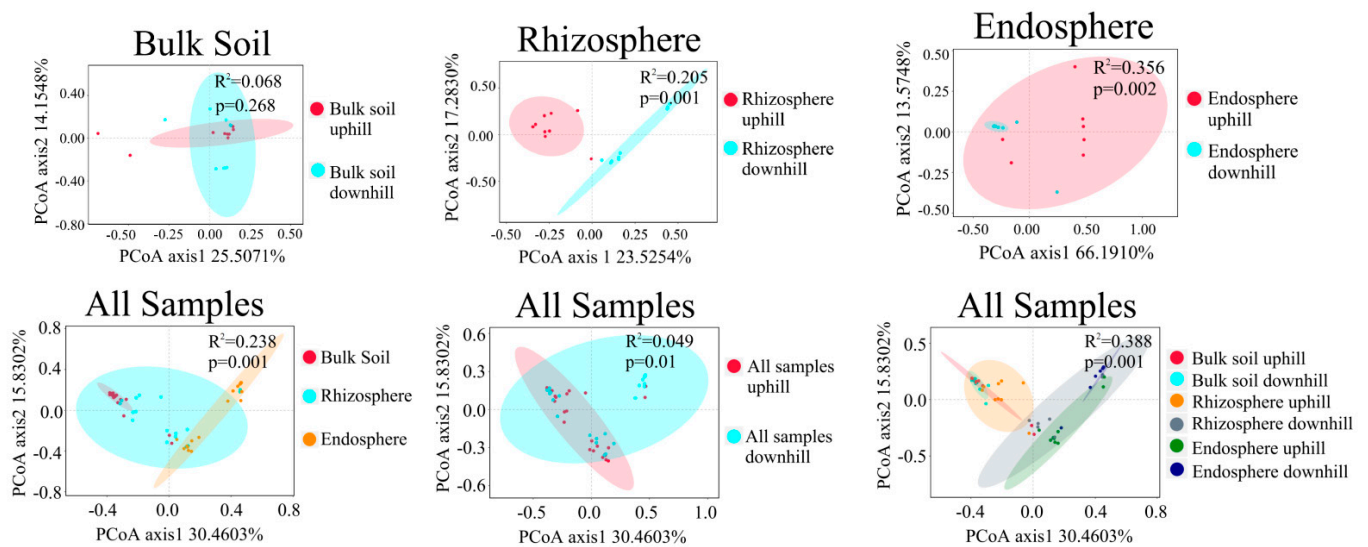 Bulk Soil
PCoA axis2 14.1548%
0.40
0.00
-0.40
-0.80
R²=0.068
p=0.268
-0.50
-0.25
0.00
0.25
0.50
PCoA axis1 25.5071%
Bulk soil
uphill
Bulk soil
downhill
Rhizosphere
PCoA axis2 17.2830%
0.50
0.00
-0.50
R²=0.205
p=0.001
-0.50
-0.25
0.00
0.25
0.50
PCoA axis 1 23.5254%
Rhizosphere
uphill
Rhizosphere
downhill
Endosphere
PCoA axis2 13.5748%
0.50
0.25
0.00
-0.25
-0.50
R²=0.356
p=0.002
-0.50
0.00
0.50
1.00
PCoA axis1 66.1910%
Endosphere
uphill
Endosphere
downhill
All Samples
PCoA axis2 15.8302%
0.8
0.4
0.0
-0.4
-0.8
R²=0.238
p=0.001
-0.4
0.0
0.4
0.8
PCoA axis1 30.4603%
Bulk Soil
Rhizosphere
Endosphere
All Samples
PCoA axis2 15.8302%
0.6
0.3
0.0
-0.3
-0.6
R²=0.049
p=0.01
-0.5
0.0
0.5
1.0
PCoA axis1 30.4603%
All samples
uphill
All samples
downhill
All Samples
PCoA axis2 15.8302%
0.5
0.0
-0.5
R²=0.388
p=0.001
-0.4
0.0
0.4
0.8
PCoA axis1 30.4603%
Bulk soil uphill
Bulk soil downhill
Rhizosphere uphill
Rhizosphere downhill
Endosphere uphill
Endosphere downhill